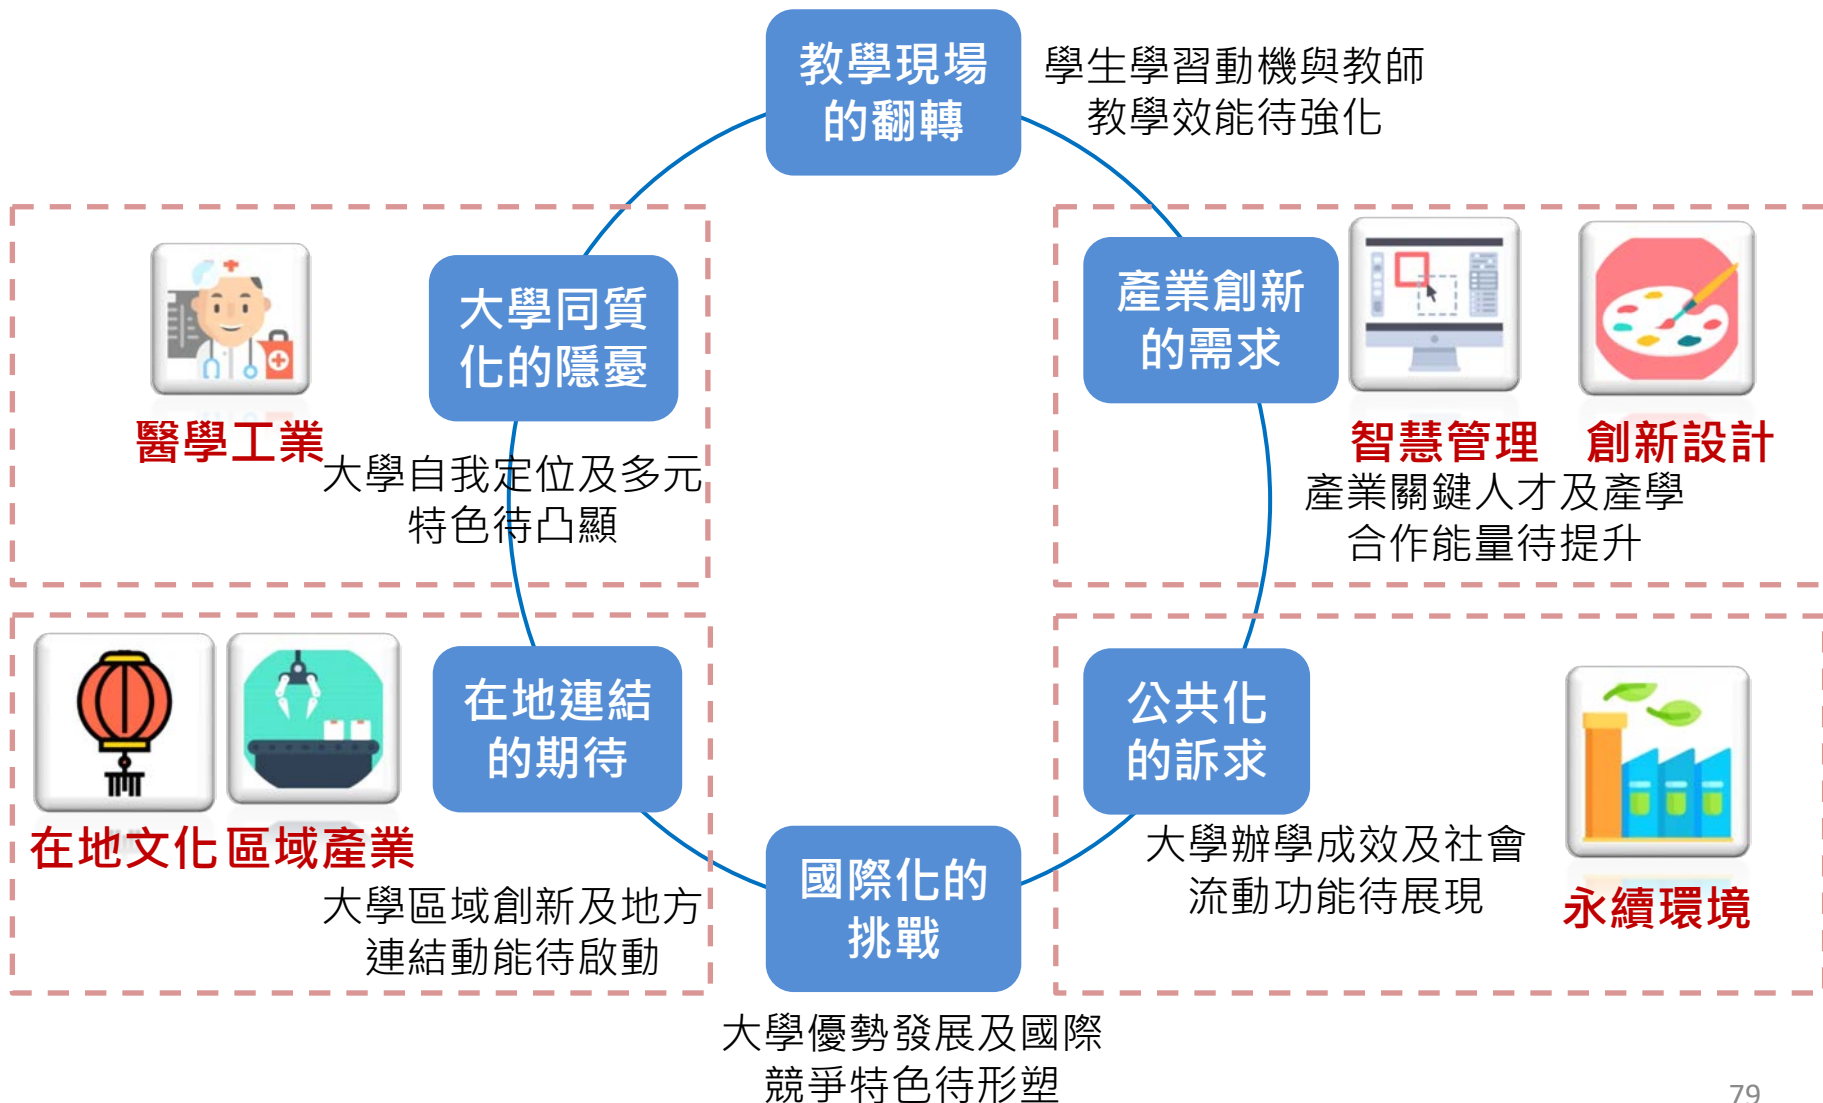 教學現場
的翻轉
學生學習動機與教師
教學效能待強化
大學同質
化的隱憂
醫學工業
大學自我定位及多元
特色待凸顯
產業創新
的需求
智慧管理
創新設計
產業關鍵人才及產學
合作能量待提升
在地連結
的期待
在地文化
區域產業
大學區域創新及地方
連結動能待啟動
公共化
的訴求
大學辦學成效及社會
流動功能待展現
永續環境
國際化的
挑戰
大學優勢發展及國際
競爭特色待形塑
79